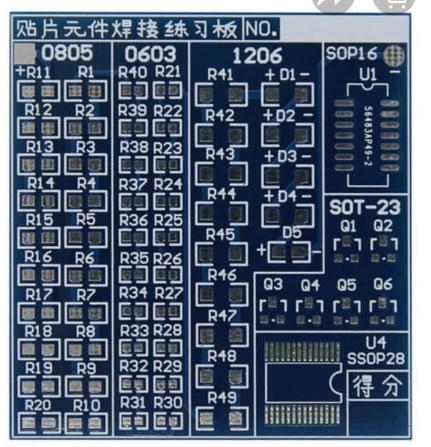 贴片元件焊接练习板 NO.
0805 0603 1206 SOP16
+ R11 R1 R40 R21 R41 + D1 - U1 -
R12 R2 R39 R22 R42 + D2 -
R13 R3 R38 R23 R43 + D3 -
R14 R4 R37 R24 R44 + D4 -
56483AP49-2
SOT-23
R15 R5 R36 R25 R45 + D5 - Q1 Q2
R16 R6 R35 R26 R46
R17 R7 R34 R27 R47 Q3 Q4 Q5 Q6
R18 R8 R33 R28 R48 U4
SSOP28
R19 R9 R32 R29 R49 得分
R20 R10 R31 R30